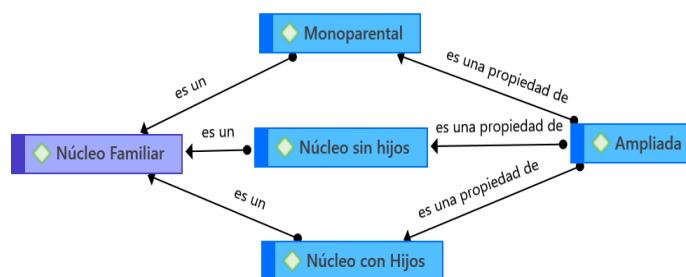 Monoparental
es un
es una propiedad de
Núcleo Familiar
es un
Núcleo sin hijos
es una propiedad de
Ampliada
es un
es una propiedad de
Núcleo con Hijos